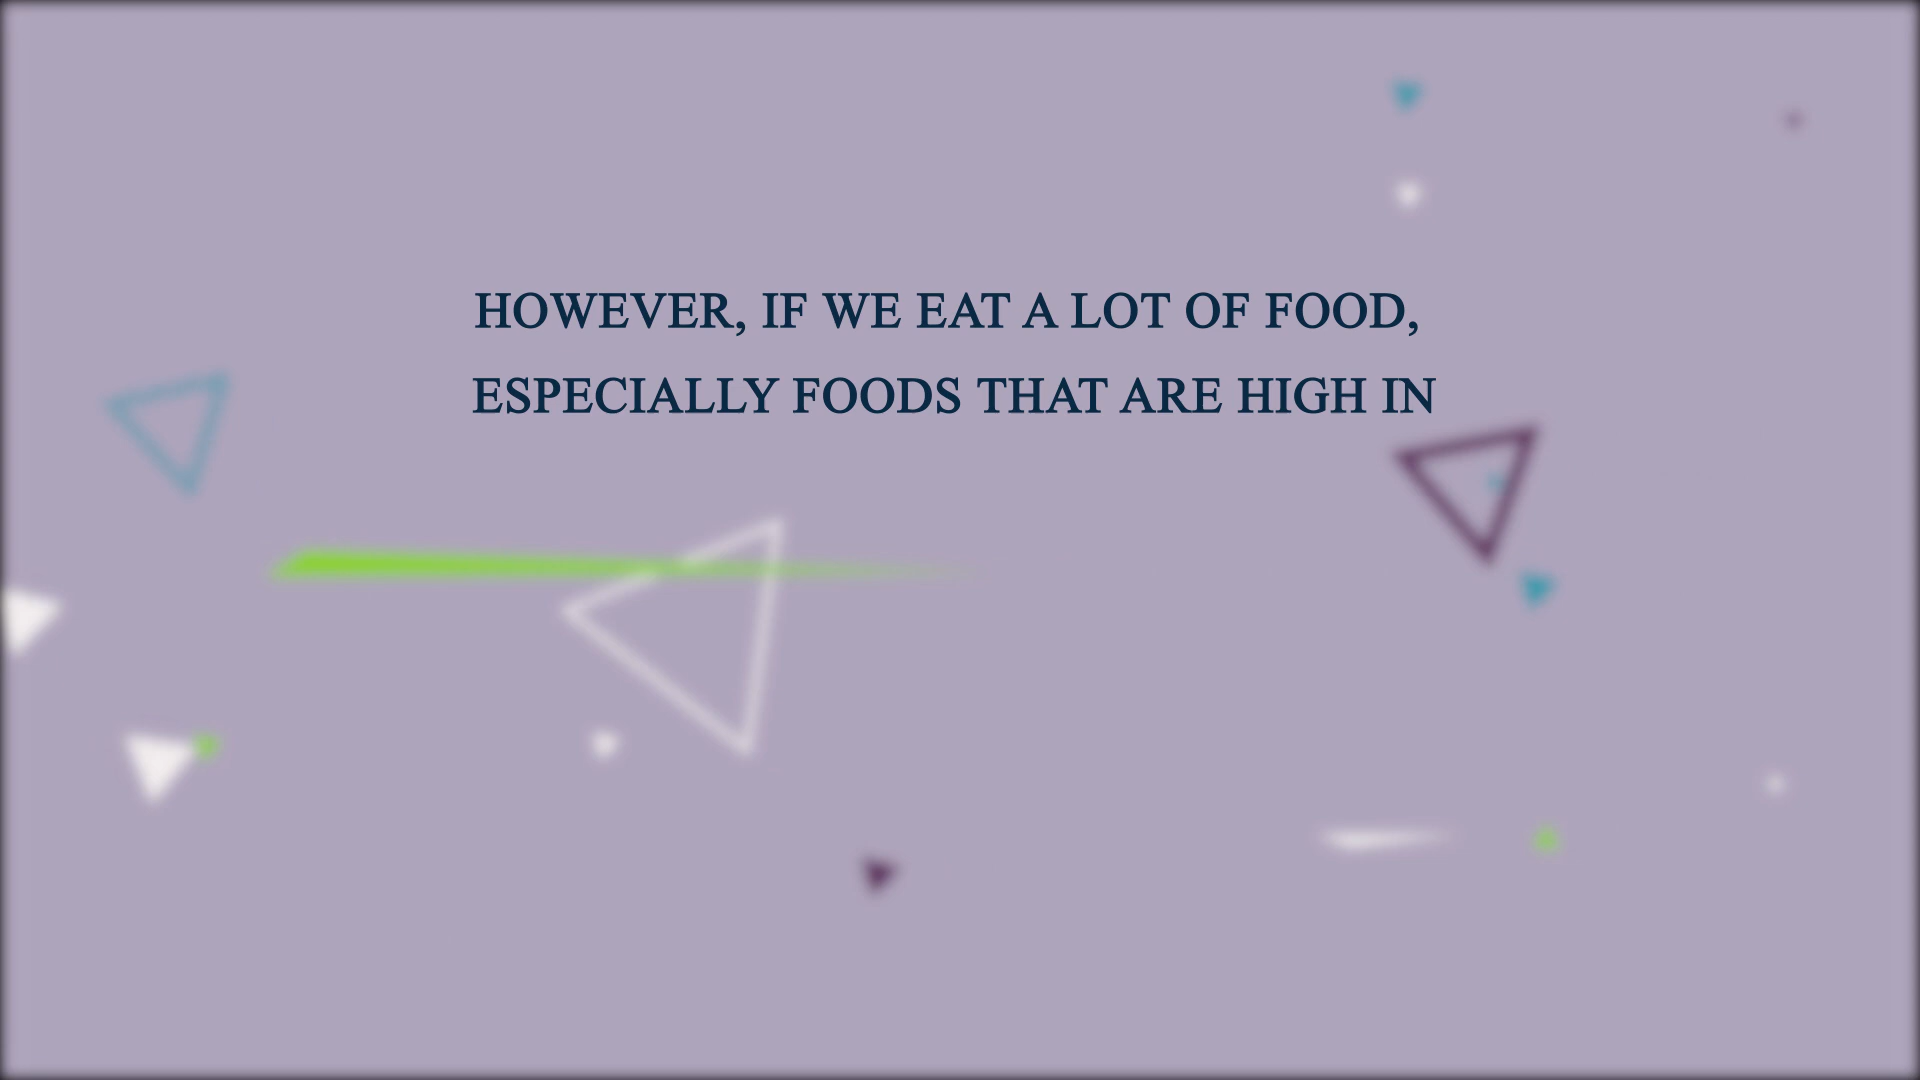 HOWEVER, IF WE EAT A LOT OF FOOD,
ESPECIALLY FOODS THAT ARE HIGH IN